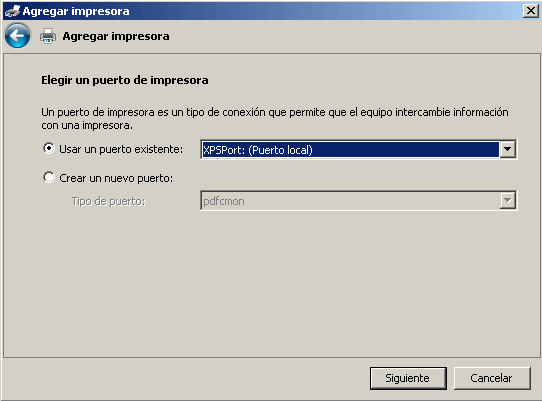 Agregar impresora
Agregar impresora
Elegir un puerto de impresora
Un puerto de impresora es un tipo de conexión que permite que el equipo intercambie información
con una impresora.
Usar un puerto existente: XPSPort: (Puerto local)
Crear un nuevo puerto:
Tipo de puerto: pdfcmon
Siguiente Cancelar